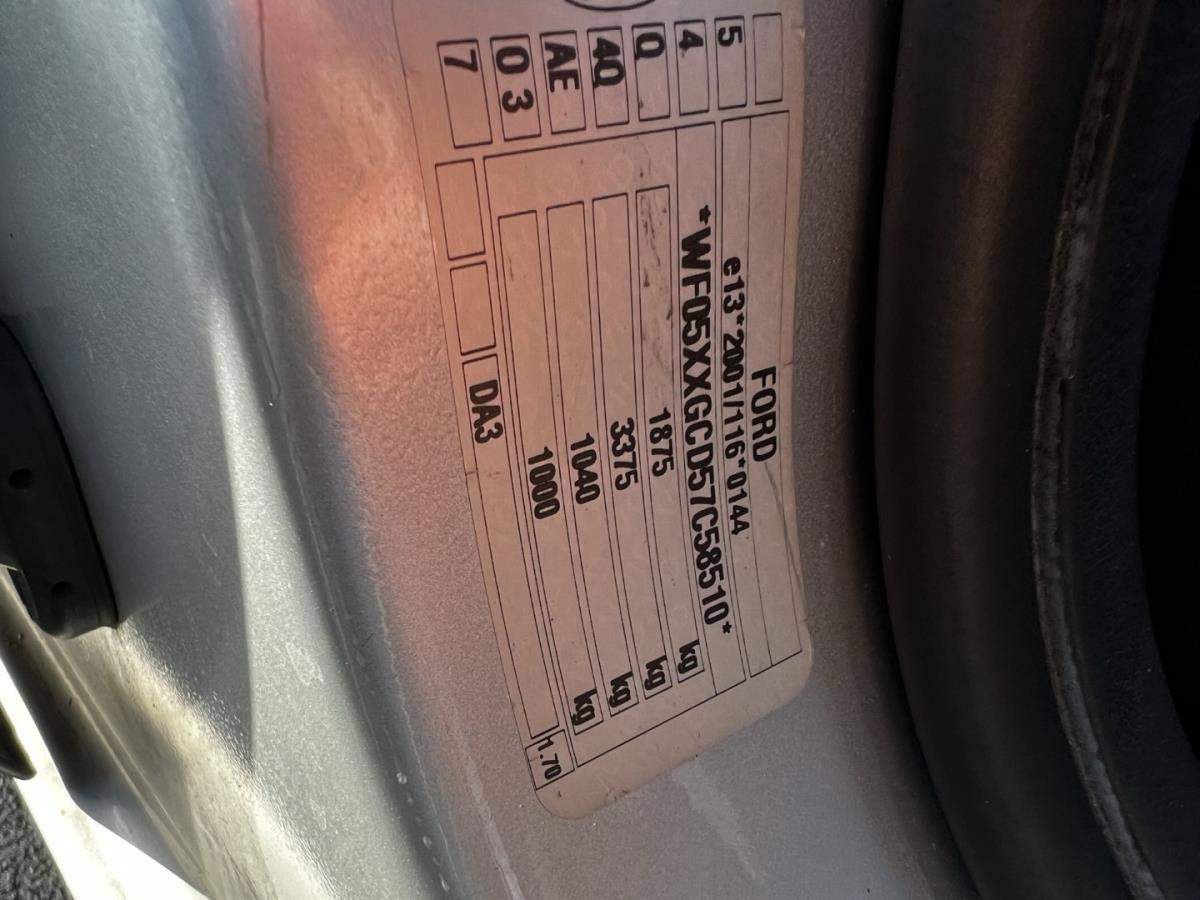 FORD
e13*2001/116*0144
*WF05XXGCD57C58510*
1875 kg
3375 kg
1040 kg
1000 kg
DA3
1.70
5
4
Q
4Q
AE
0 3
7